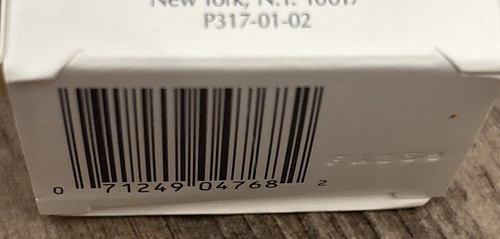 New York, N.Y. 10017
P317-01-02
0 71249 04768 2